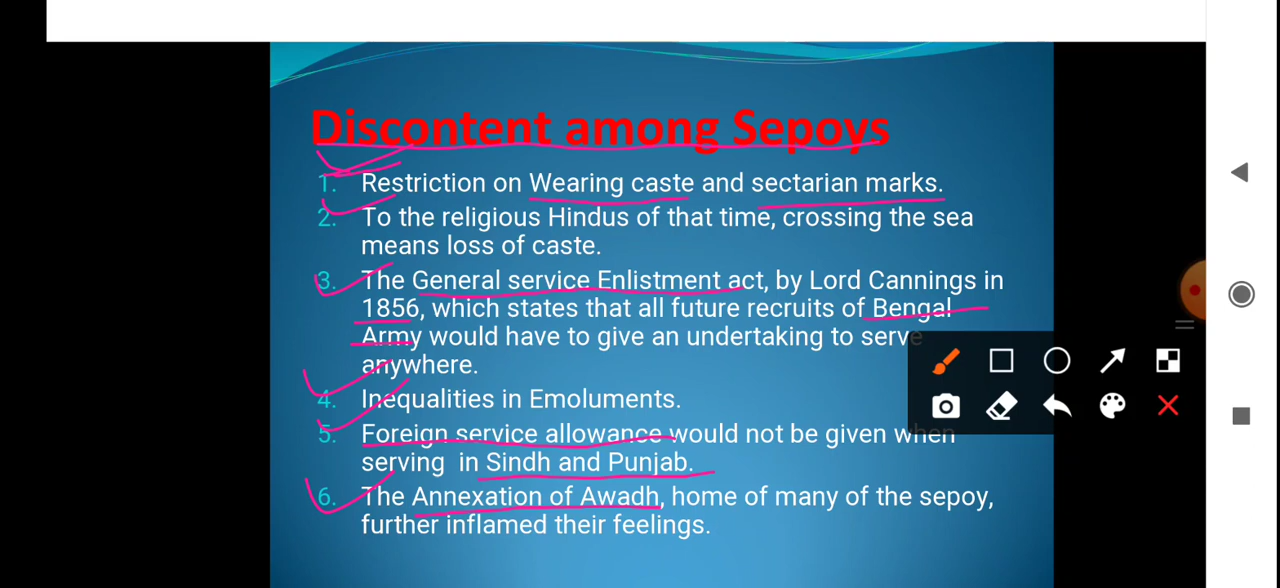 Discontent among Sepoys
1. Restriction on Wearing caste and sectarian marks.
2. To the religious Hindus of that time, crossing the sea
means loss of caste.
3. The General service Enlistment act, by Lord Cannings in
1856, which states that all future recruits of Bengal
Army would have to give an undertaking to serve
anywhere.
4. Inequalities in Emoluments.
5. Foreign service allowance would not be given when
serving in Sindh and Punjab.
6. The Annexation of Awadh, home of many of the sepoy,
further inflamed their feelings.